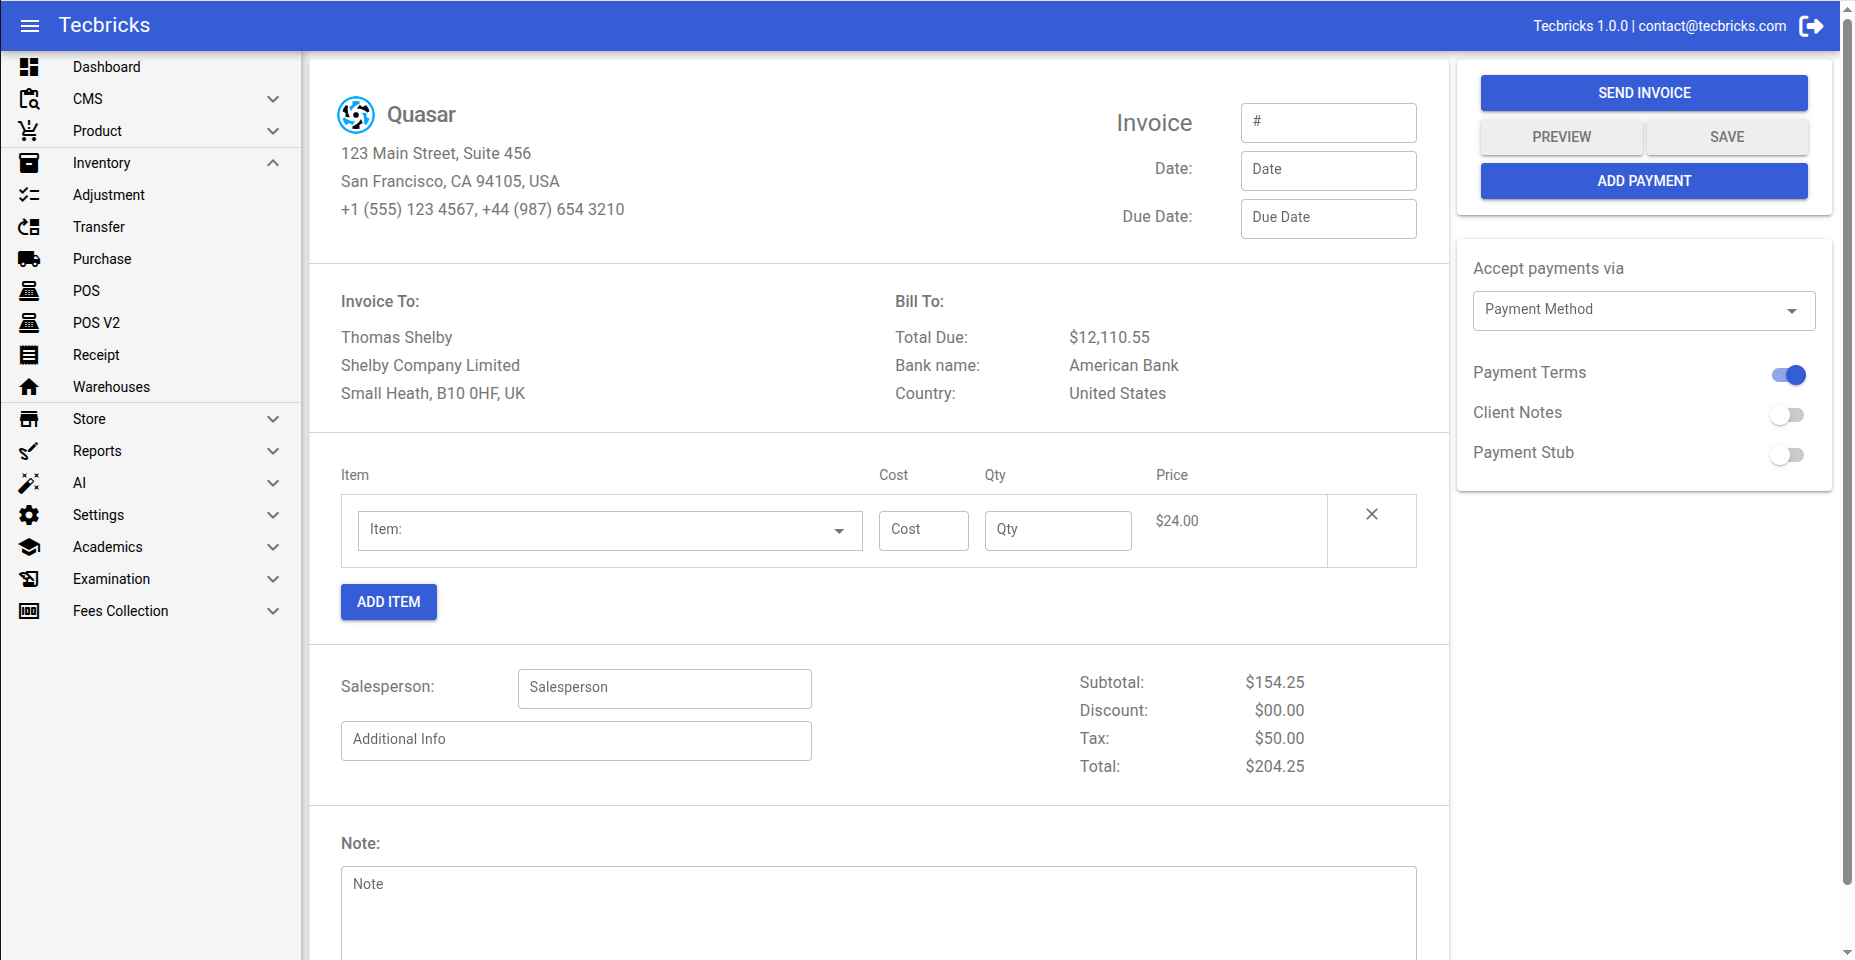 Tecbricks
Tecbricks 1.0.0 | contact@tecbricks.com
Dashboard
CMS
Product
Inventory
Adjustment
Transfer
Purchase
POS
POS V2
Receipt
Warehouses
Store
Reports
AI
Settings
Academics
Examination
Fees Collection
Quasar
123 Main Street, Suite 456
San Francisco, CA 94105, USA
+1 (555) 123 4567, +44 (987) 654 3210
Invoice #
Date: Date
Due Date: Due Date
Invoice To:
Thomas Shelby
Shelby Company Limited
Small Heath, B10 0HF, UK
Bill To:
Total Due: $12,110.55
Bank name: American Bank
Country: United States
Item Cost Qty Price
Item: Cost Qty $24.00
ADD ITEM
Salesperson: Salesperson
Additional Info
Subtotal: $154.25
Discount: $00.00
Tax: $50.00
Total: $204.25
Note:
Note
SEND INVOICE
PREVIEW SAVE
ADD PAYMENT
Accept payments via
Payment Method
Payment Terms
Client Notes
Payment Stub